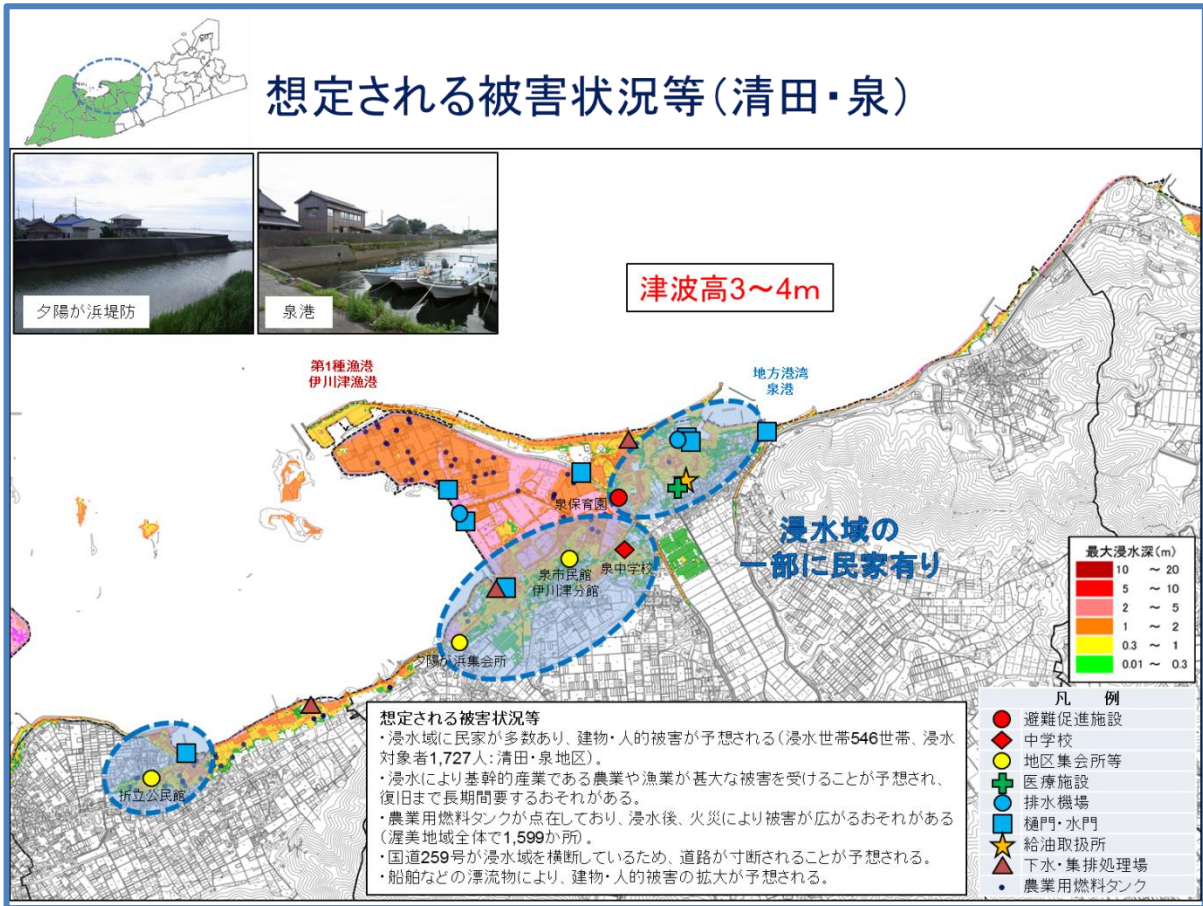 想定される被害状況等(清田・泉)
夕陽が浜堤防
泉港
津波高3～4m
第1種漁港
伊川津漁港
地方港湾
泉港
泉保育園
浸水域の
一部に民家有り
泉中学校
泉市民館
伊川津分館
夕陽が浜集会所
折立公民館
最大浸水深(m)
10 ～ 20
5 ～ 10
2 ～ 5
1 ～ 2
0.3 ～ 1
0.01 ～ 0.3
凡 例
避難促進施設
中学校
地区集会所等
医療施設
排水機場
樋門・水門
給油取扱所
下水・集排処理場
農業用燃料タンク
想定される被害状況等
・浸水域に民家が多数あり、建物・人的被害が予想される(浸水世帯546世帯、浸水
対象者1,727人:清田・泉地区)。
・浸水により基幹的産業である農業や漁業が甚大な被害を受けることが予想され、
復旧まで長期間要するおそれがある。
・農業用燃料タンクが点在しており、浸水後、火災により被害が広がるおそれがある
(渥美地域全体で1,599か所)。
・国道259号が浸水域を横断しているため、道路が寸断されることが予想される。
・船舶などの漂流物により、建物・人的被害の拡大が予想される。